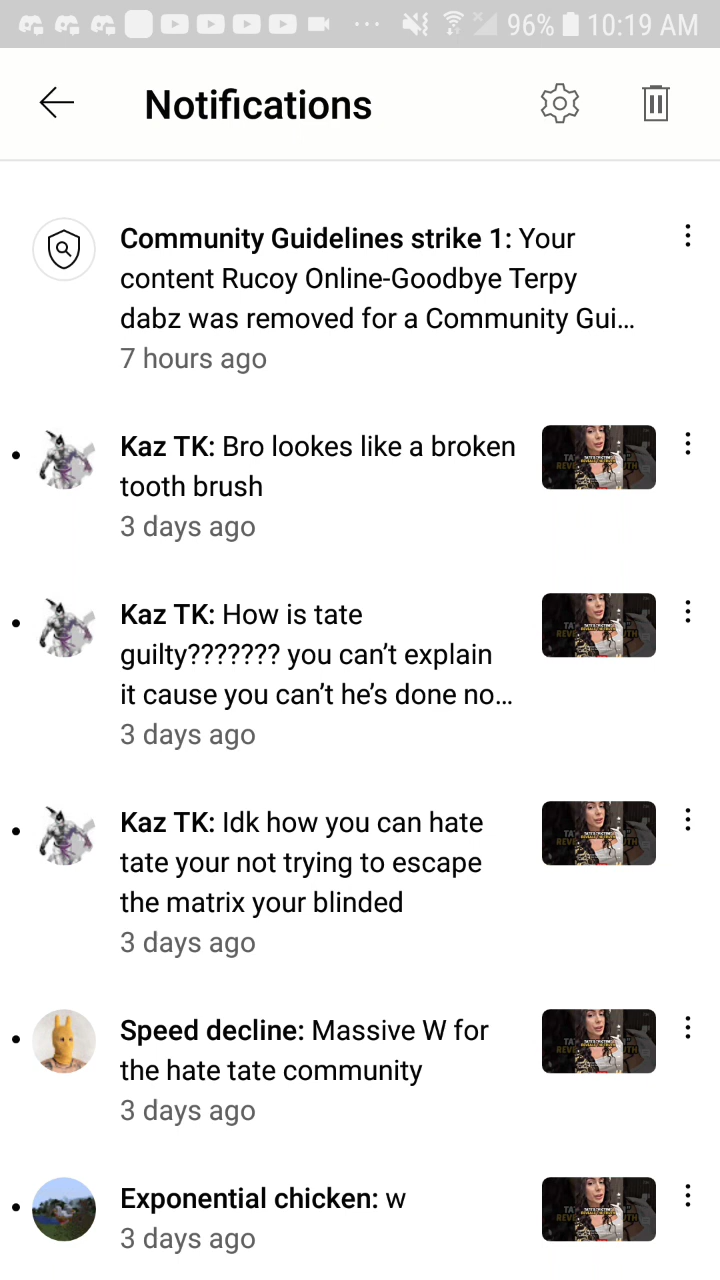 96% 10:19 AM
Notifications
Community Guidelines strike 1: Your
content Rucoy Online-Goodbye Terpy
dabz was removed for a Community Gui...
7 hours ago
Kaz TK: Bro lookes like a broken
tooth brush
3 days ago
Kaz TK: How is tate
guilty??????? you can’t explain
it cause you can’t he’s done no...
3 days ago
Kaz TK: Idk how you can hate
tate your not trying to escape
the matrix your blinded
3 days ago
Speed decline: Massive W for
the hate tate community
3 days ago
Exponential chicken: w
3 days ago